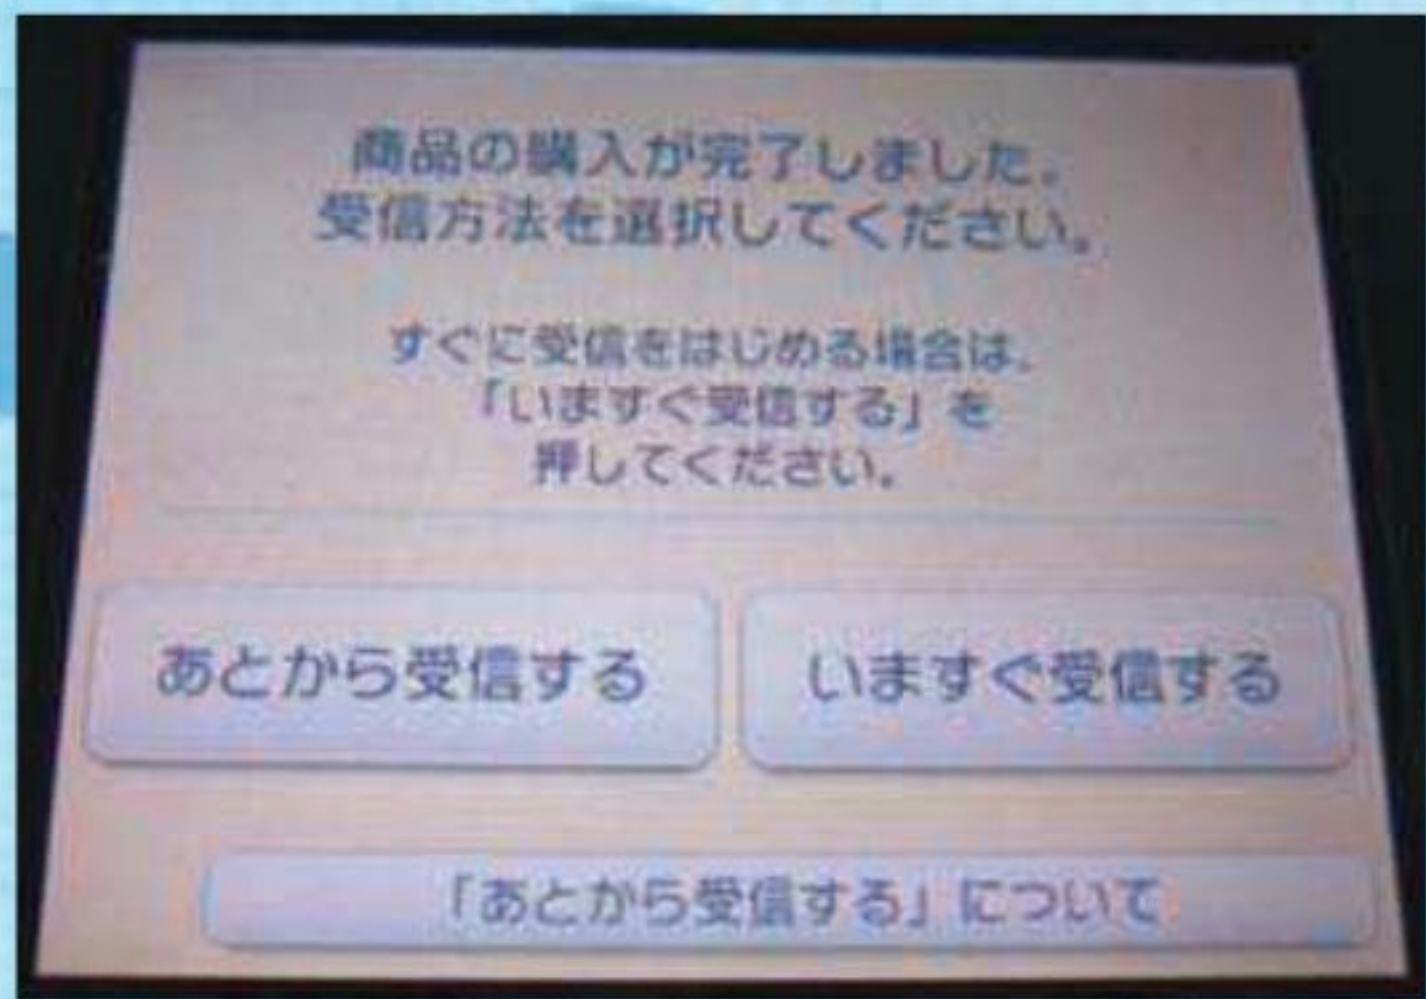 商品の購入が完了しました。
受信方法を選択してください。
すぐに受信をはじめる場合は、
「いますぐ受信する」を
押してください。
あとから受信する
いますぐ受信する
「あとから受信する」について